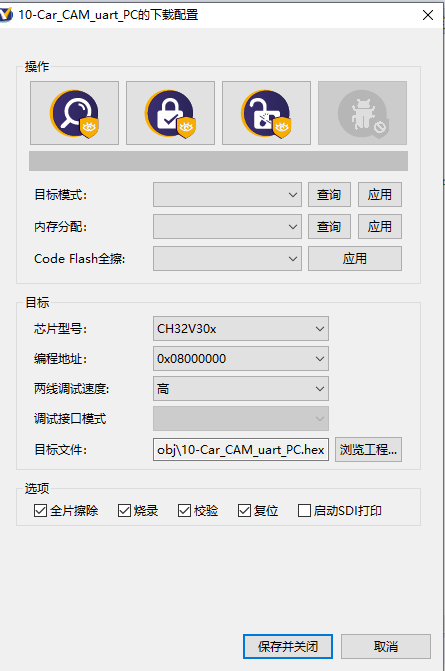 10-Car_CAM_uart_PC的下载配置
操作
目标模式：
查询
应用
内存分配：
查询
应用
Code Flash全擦：
应用
目标
芯片型号：
CH32V30x
编程地址：
0x08000000
两线调试速度：
高
调试接口模式
目标文件：
obj\10-Car_CAM_uart_PC.hex
浏览工程...
选项
全片擦除
烧录
校验
复位
启动SDI打印
保存并关闭
取消